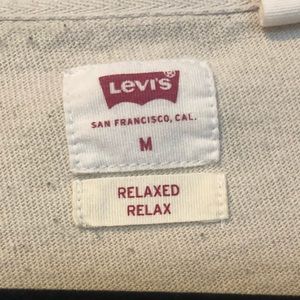 Levi's®
SAN FRANCISCO, CAL.
M
RELAXED
RELAX